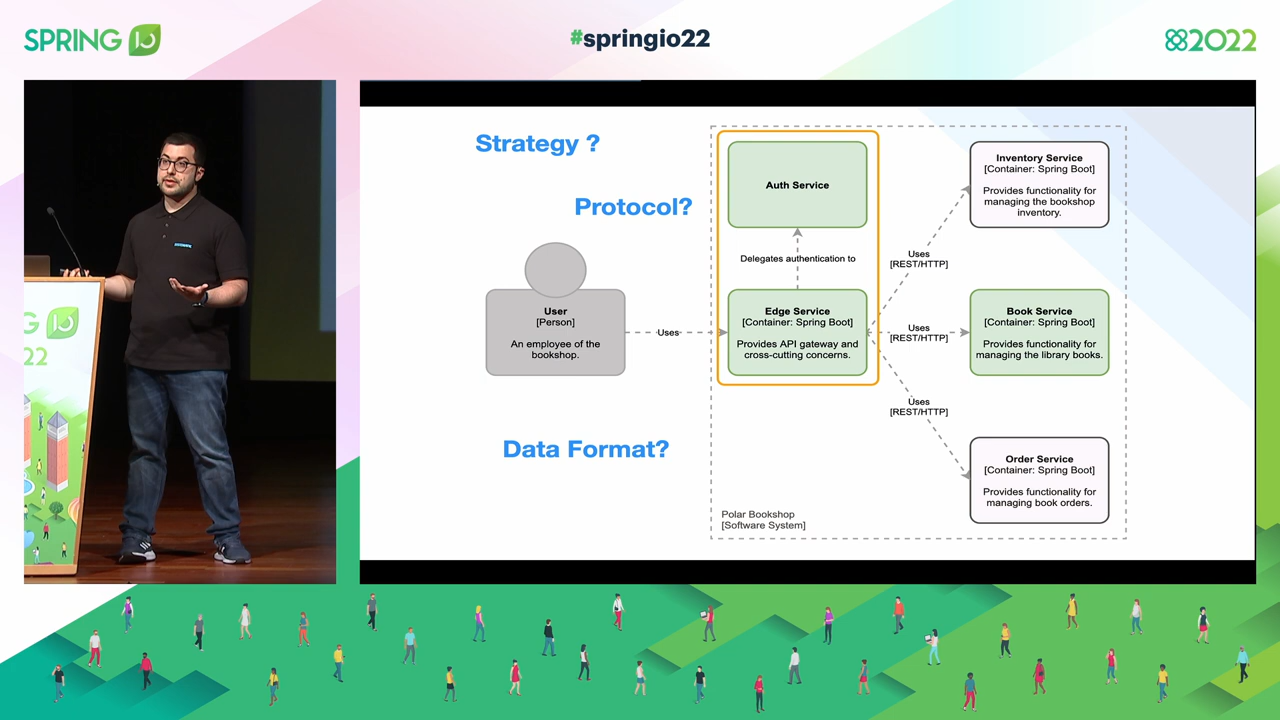 SPRING IO
#springio22
2022
Strategy ?
Protocol?
Data Format?
User
[Person]
An employee of the
bookshop.
Uses
Auth Service
Delegates authentication to
Edge Service
[Container: Spring Boot]
Provides API gateway and
cross-cutting concerns.
Uses
[REST/HTTP]
Uses
[REST/HTTP]
Uses
[REST/HTTP]
Inventory Service
[Container: Spring Boot]
Provides functionality for
managing the bookshop
inventory.
Book Service
[Container: Spring Boot]
Provides functionality for
managing the library books.
Order Service
[Container: Spring Boot]
Provides functionality for
managing book orders.
Polar Bookshop
[Software System]
G IO
22